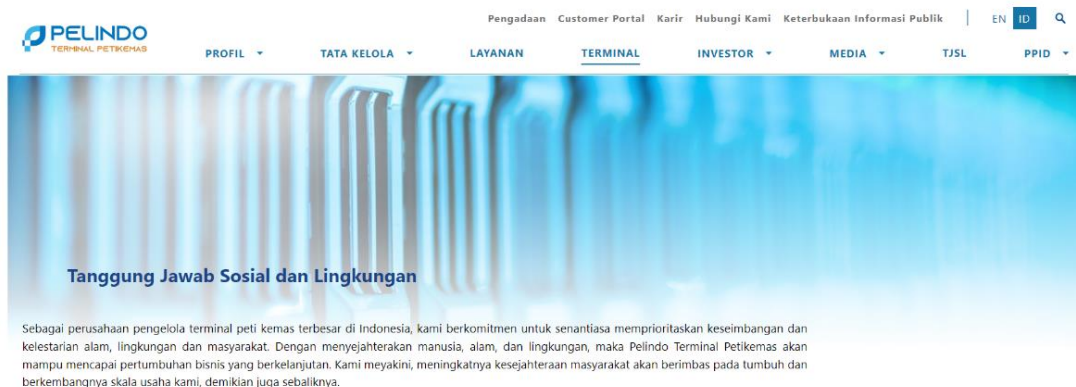 Pengadaan Customer Portal Karir Hubungi Kami Keterbukaan Informasi Publik EN ID
PELINDO
TERMINAL PETIKEMAS
PROFIL TATA KELOLA LAYANAN TERMINAL INVESTOR MEDIA TJSL PPID
Tanggung Jawab Sosial dan Lingkungan
Sebagai perusahaan pengelola terminal peti kemas terbesar di Indonesia, kami berkomitmen untuk senantiasa memprioritaskan keseimbangan dan
kelestarian alam, lingkungan dan masyarakat. Dengan menyejahterakan manusia, alam, dan lingkungan, maka Pelindo Terminal Petikemas akan
mampu mencapai pertumbuhan bisnis yang berkelanjutan. Kami meyakini, meningkatnya kesejahteraan masyarakat akan berimbas pada tumbuh dan
berkembangnya skala usaha kami, demikian juga sebaliknya.